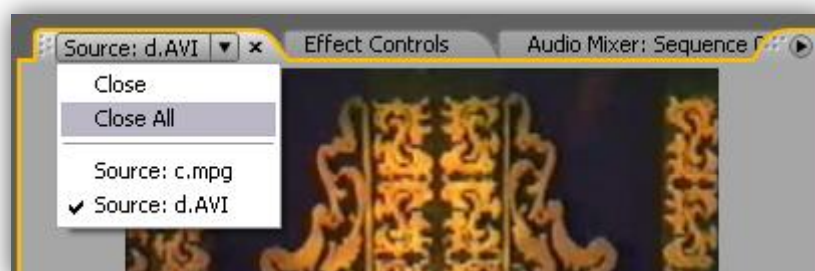 Source: d.AVI
Effect Controls
Audio Mixer: Sequence
Close
Close All
Source: c.mpg
Source: d.AVI